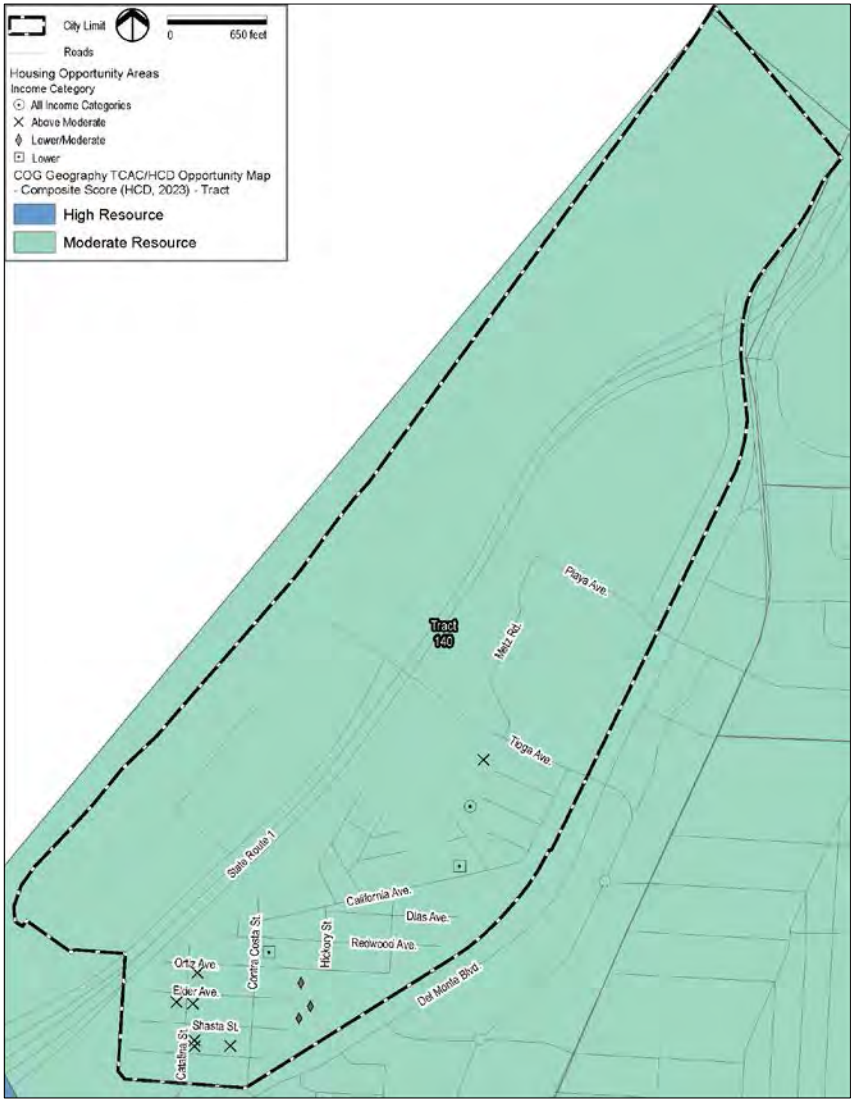 City Limit
0 650 feet
Roads
Housing Opportunity Areas
Income Category
All Income Categories
Above Moderate
Lower/Moderate
Lower
COG Geography TCAC/HCD Opportunity Map
- Composite Score (HCD, 2023) - Tract
High Resource
Moderate Resource
Playa Ave.
Tract
140
Metz Rd.
Tioga Ave.
State Route 1
California Ave.
Dias Ave.
Hickory St
Contra Costa St.
Redwood Ave.
Ortiz Ave
Del Monte Blvd.
Elder Ave.
Shasta St.
Catalina St.